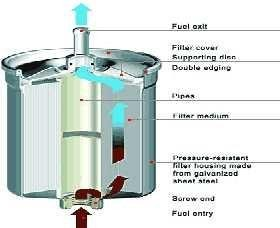 Fuel exit
Filter cover
Supporting disc
Double edging
Pipes
Filter medium
Pressure-resistant
filter housing made
from galvanized
sheet steel
Screw end
Fuel entry